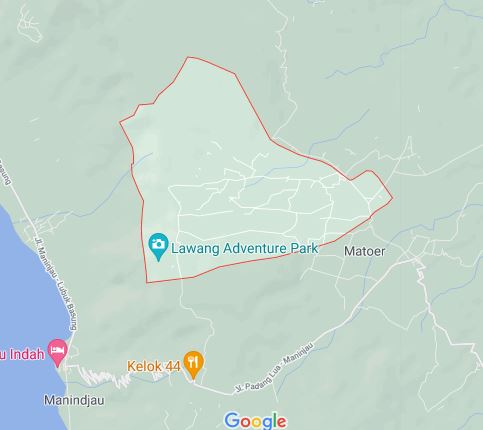 Lawang Adventure Park
Matoer
Jl. Maninjau - Lubuk Basung
u Indah
Kelok 44
Jl. Padang Lua - Maninjau
Manindjau
Google